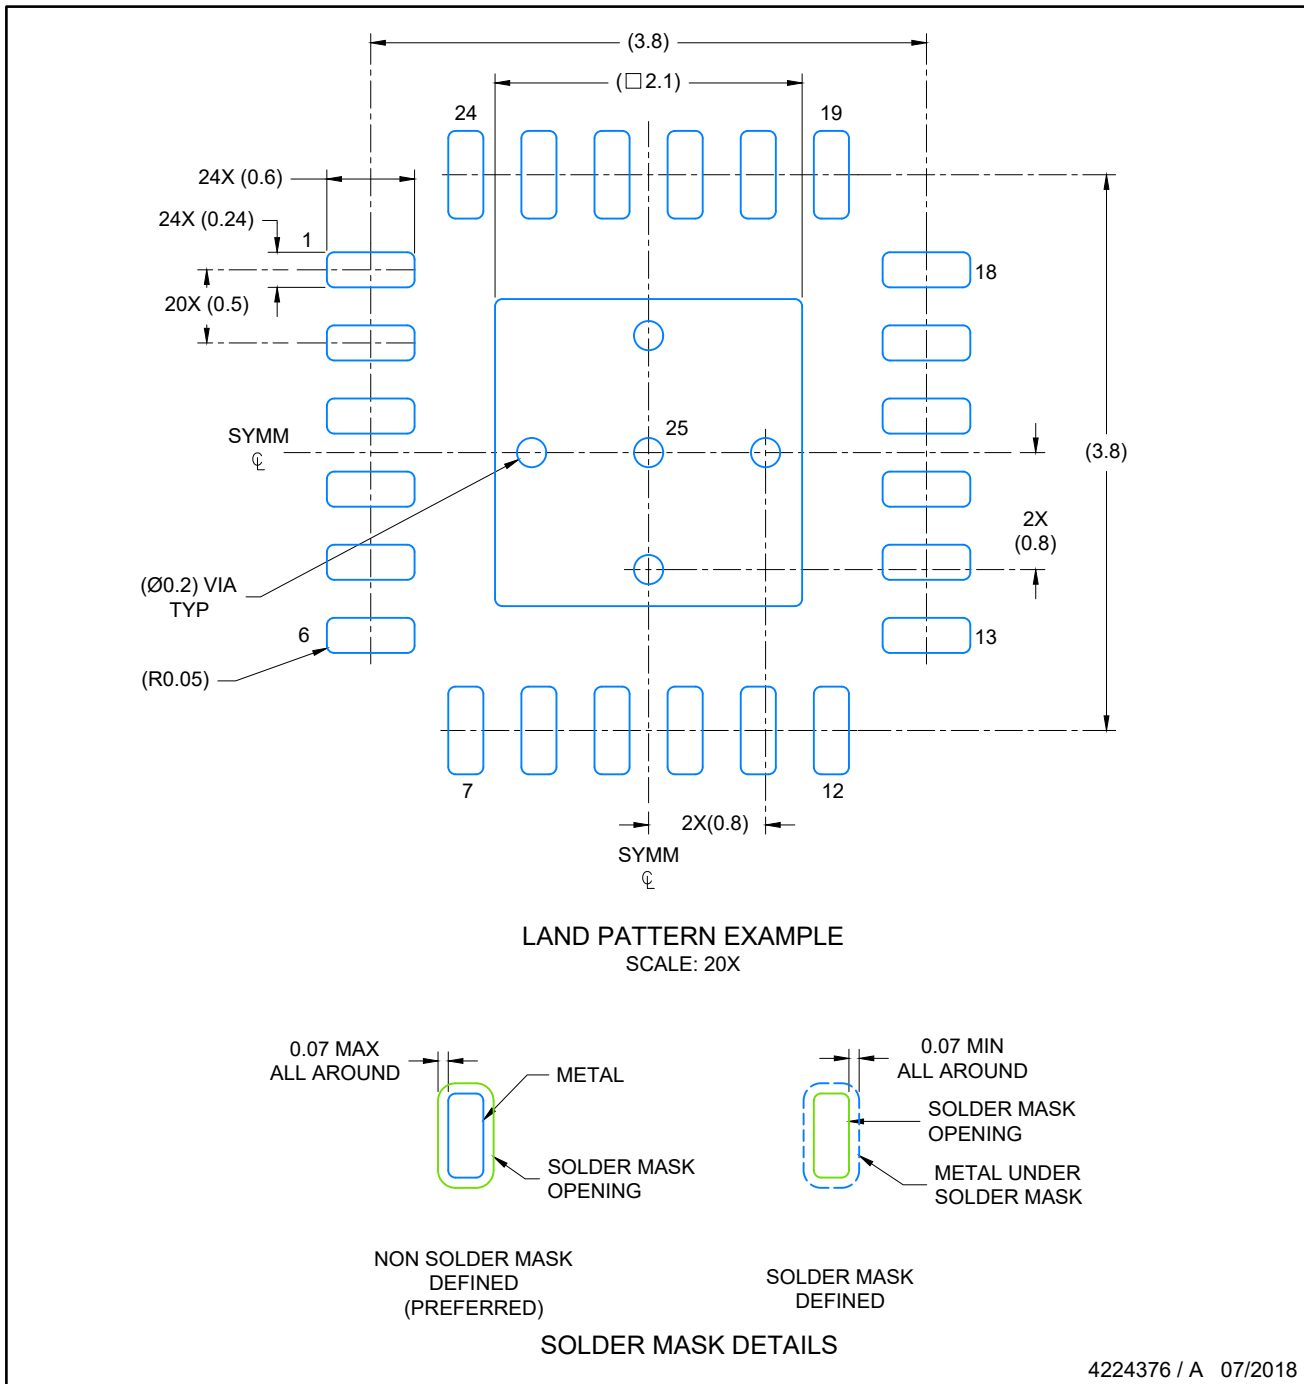 (3.8)
(□2.1)
24
19
24X (0.6)
24X (0.24)
1
18
20X (0.5)
25
SYMM
℄
(3.8)
2X
(0.8)
(Ø0.2) VIA
TYP
6
13
(R0.05)
7
12
2X(0.8)
SYMM
℄
LAND PATTERN EXAMPLE
SCALE: 20X
0.07 MAX
ALL AROUND
METAL
SOLDER MASK
OPENING
NON SOLDER MASK
DEFINED
(PREFERRED)
0.07 MIN
ALL AROUND
SOLDER MASK
OPENING
METAL UNDER
SOLDER MASK
SOLDER MASK
DEFINED
SOLDER MASK DETAILS
4224376 / A 07/2018